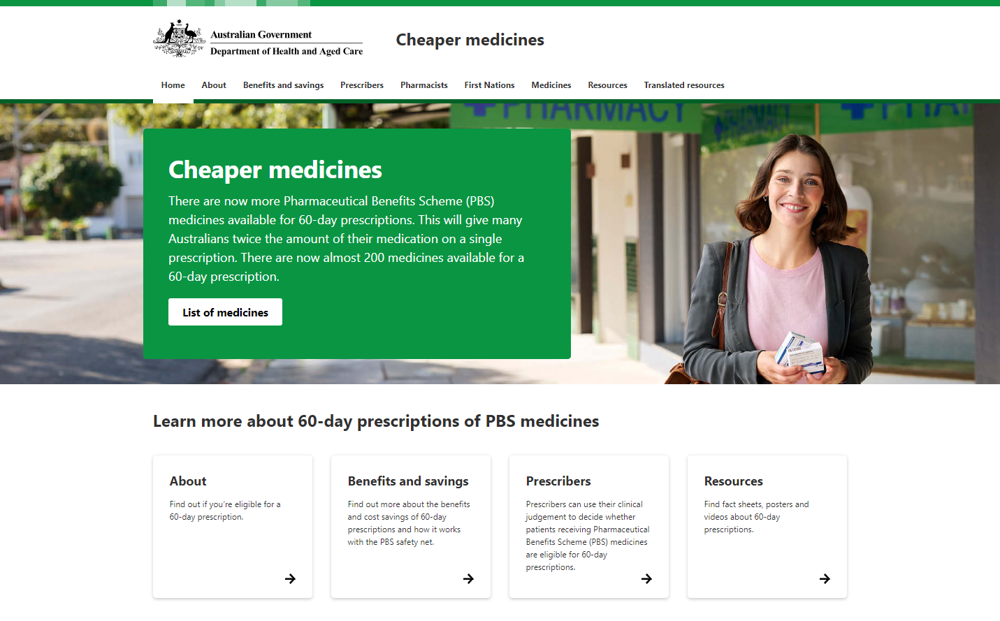 Australian Government
Department of Health and Aged Care
Cheaper medicines
Home About Benefits and savings Prescribers Pharmacists First Nations Medicines Resources Translated resources
PHARMACY
PHARMACY
Cheaper medicines
There are now more Pharmaceutical Benefits Scheme (PBS)
medicines available for 60-day prescriptions. This will give many
Australians twice the amount of their medication on a single
prescription. There are now almost 200 medicines available for a
60-day prescription.
List of medicines
Learn more about 60-day prescriptions of PBS medicines
About
Find out if you're eligible for a
60-day prescription.
Benefits and savings
Find out more about the benefits
and cost savings of 60-day
prescriptions and how it works
with the PBS safety net.
Prescribers
Prescribers can use their clinical
judgement to decide whether
patients receiving Pharmaceutical
Benefits Scheme (PBS) medicines
are eligible for 60-day
prescriptions.
Resources
Find fact sheets, posters and
videos about 60-day
prescriptions.